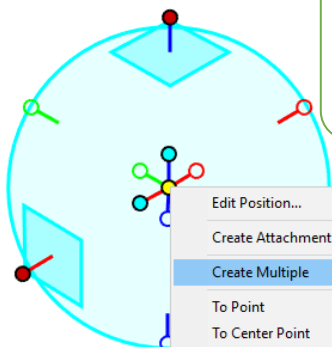 Edit Position...
Create Attachment
Create Multiple
To Point
To Center Point